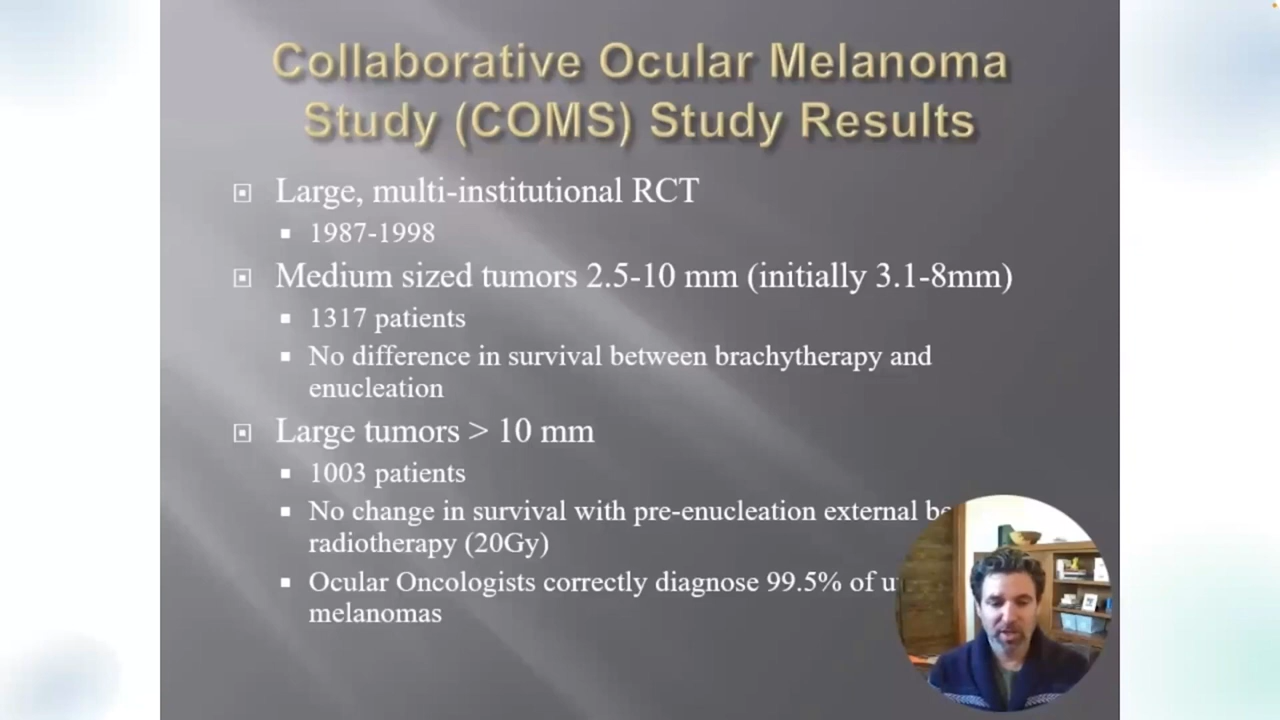 Collaborative Ocular Melanoma
Study (COMS) Study Results
Large, multi-institutional RCT
1987-1998
Medium sized tumors 2.5-10 mm (initially 3.1-8mm)
1317 patients
No difference in survival between brachytherapy and
enucleation
Large tumors > 10 mm
1003 patients
No change in survival with pre-enucleation external
radiotherapy (20Gy)
Ocular Oncologists correctly diagnose 99.5% of
melanomas